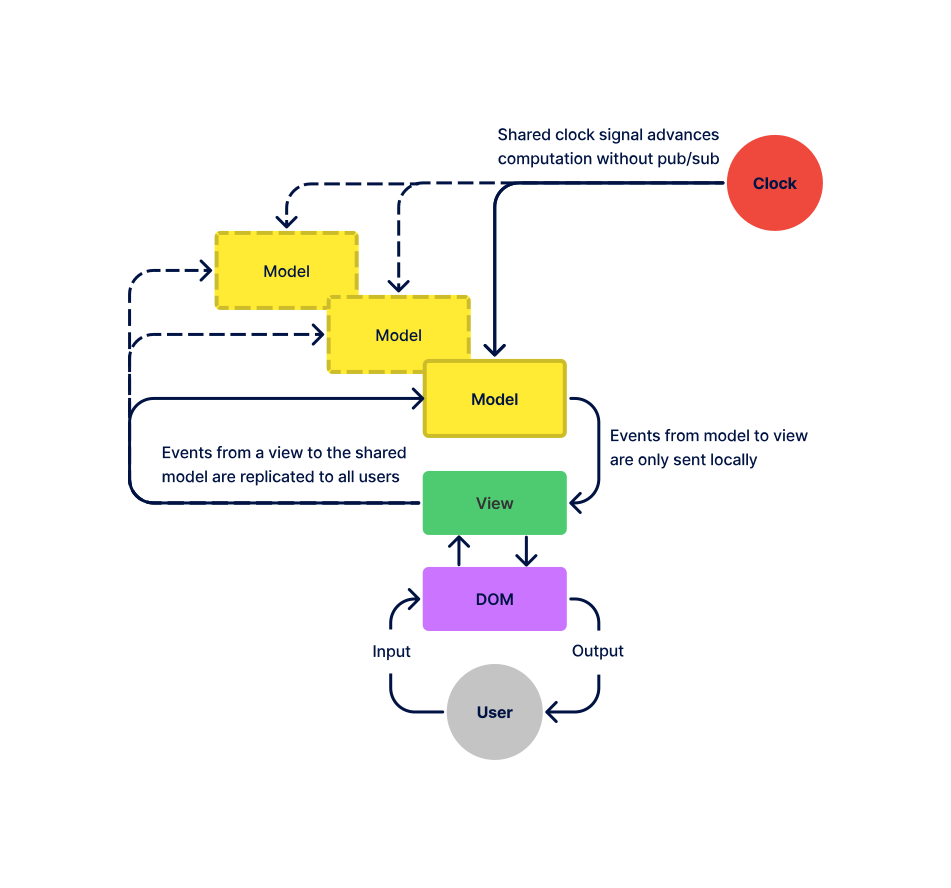 Shared clock signal advances
computation without pub/sub
Clock
Model
Model
Model
Events from model to view
are only sent locally
Events from a view to the shared
model are replicated to all users
View
DOM
Input
Output
User